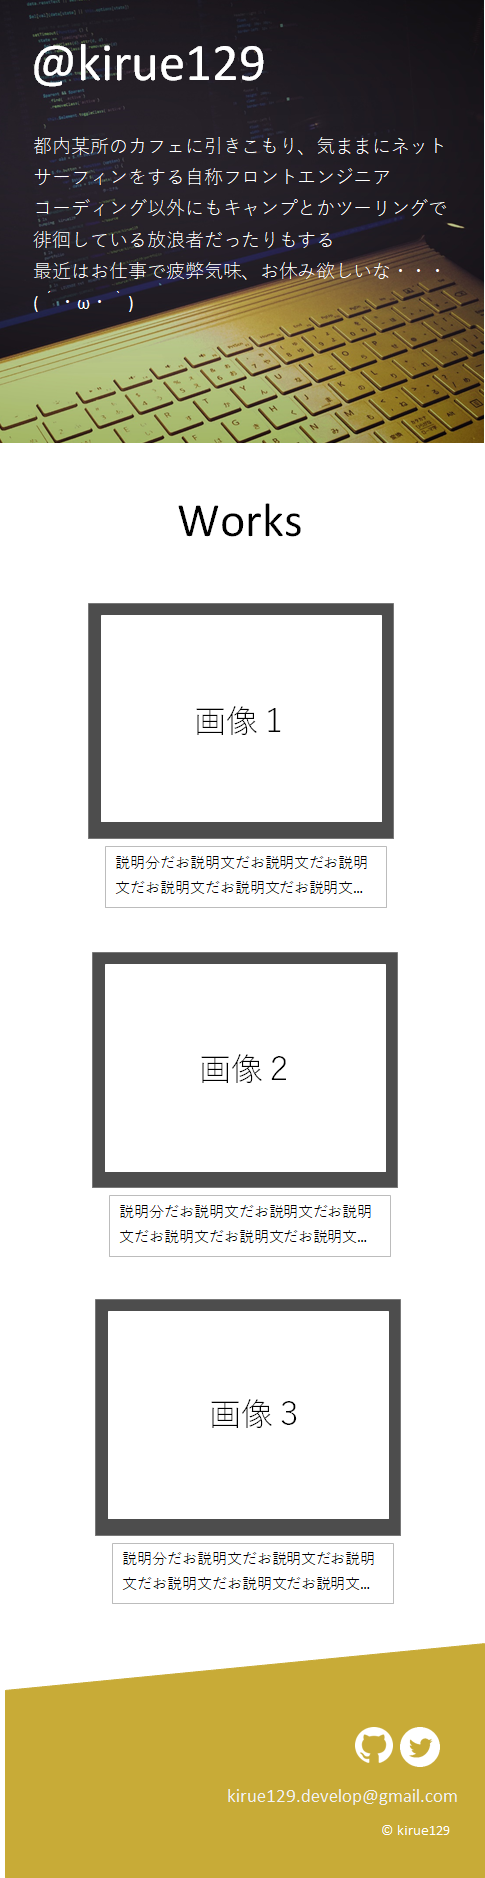 @kirue129
都内某所のカフェに引きこもり、気ままにネット
サーフィンをする自称フロントエンジニア
コーディング以外にもキャンプとかツーリングで
徘徊している放浪者だったりもする
最近はお仕事で疲弊気味、お休み欲しいな・・・
(´・ω・｀)
Works
画像１
説明分だお説明文だお説明文だお説明
文だお説明文だお説明文だお説明文...
画像２
説明分だお説明文だお説明文だお説明
文だお説明文だお説明文だお説明文...
画像３
説明分だお説明文だお説明文だお説明
文だお説明文だお説明文だお説明文...
kirue129.develop@gmail.com
© kirue129